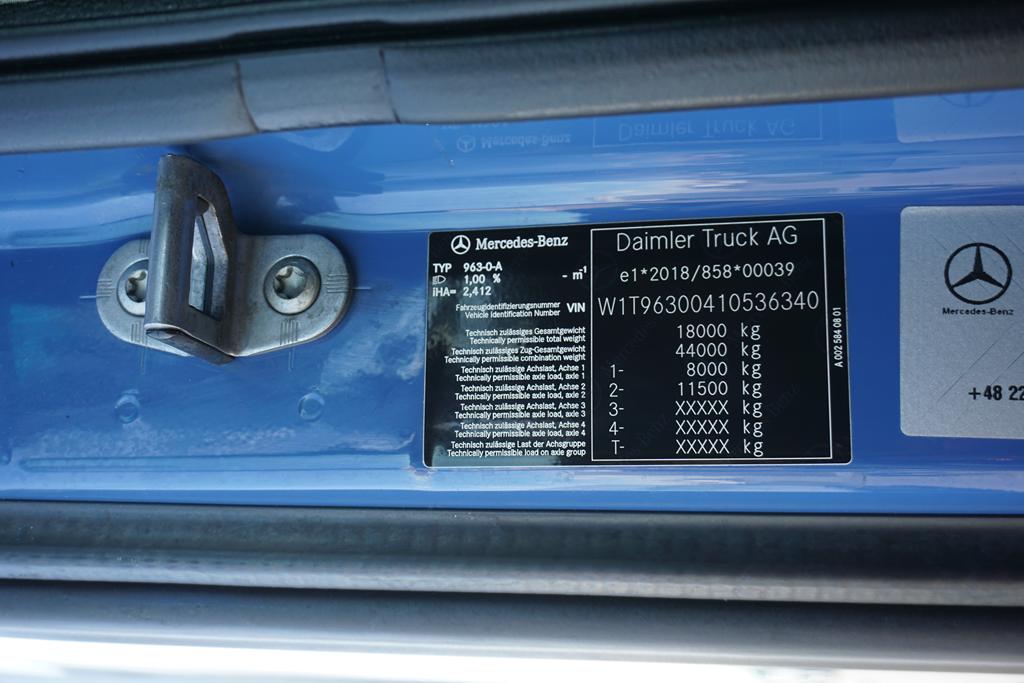 Mercedes-Benz
TYP 963-0-A
1,00 %
- m⁻¹
iHA= 2,412
Fahrzeugidentifizierungsnummer
Vehicle Identification Number
VIN
Technisch zulässiges Gesamtgewicht
Technically permissible total weight
Technisch zulässiges Zug-Gesamtgewicht
Technically permissible combination weight
Technisch zulässige Achslast, Achse 1
Technically permissible axle load, axle 1
Technisch zulässige Achslast, Achse 2
Technically permissible axle load, axle 2
Technisch zulässige Achslast, Achse 3
Technically permissible axle load, axle 3
Technisch zulässige Achslast, Achse 4
Technically permissible axle load, axle 4
Technisch zulässige Last der Achsgruppe
Technically permissible load on axle group
Daimler Truck AG
e1*2018/858*00039
W1T96300410536340
18000 kg
44000 kg
1- 8000 kg
2- 11500 kg
3- XXXXX kg
4- XXXXX kg
T- XXXXX kg
A 002 584 08 01
Mercedes-Benz
+48 22